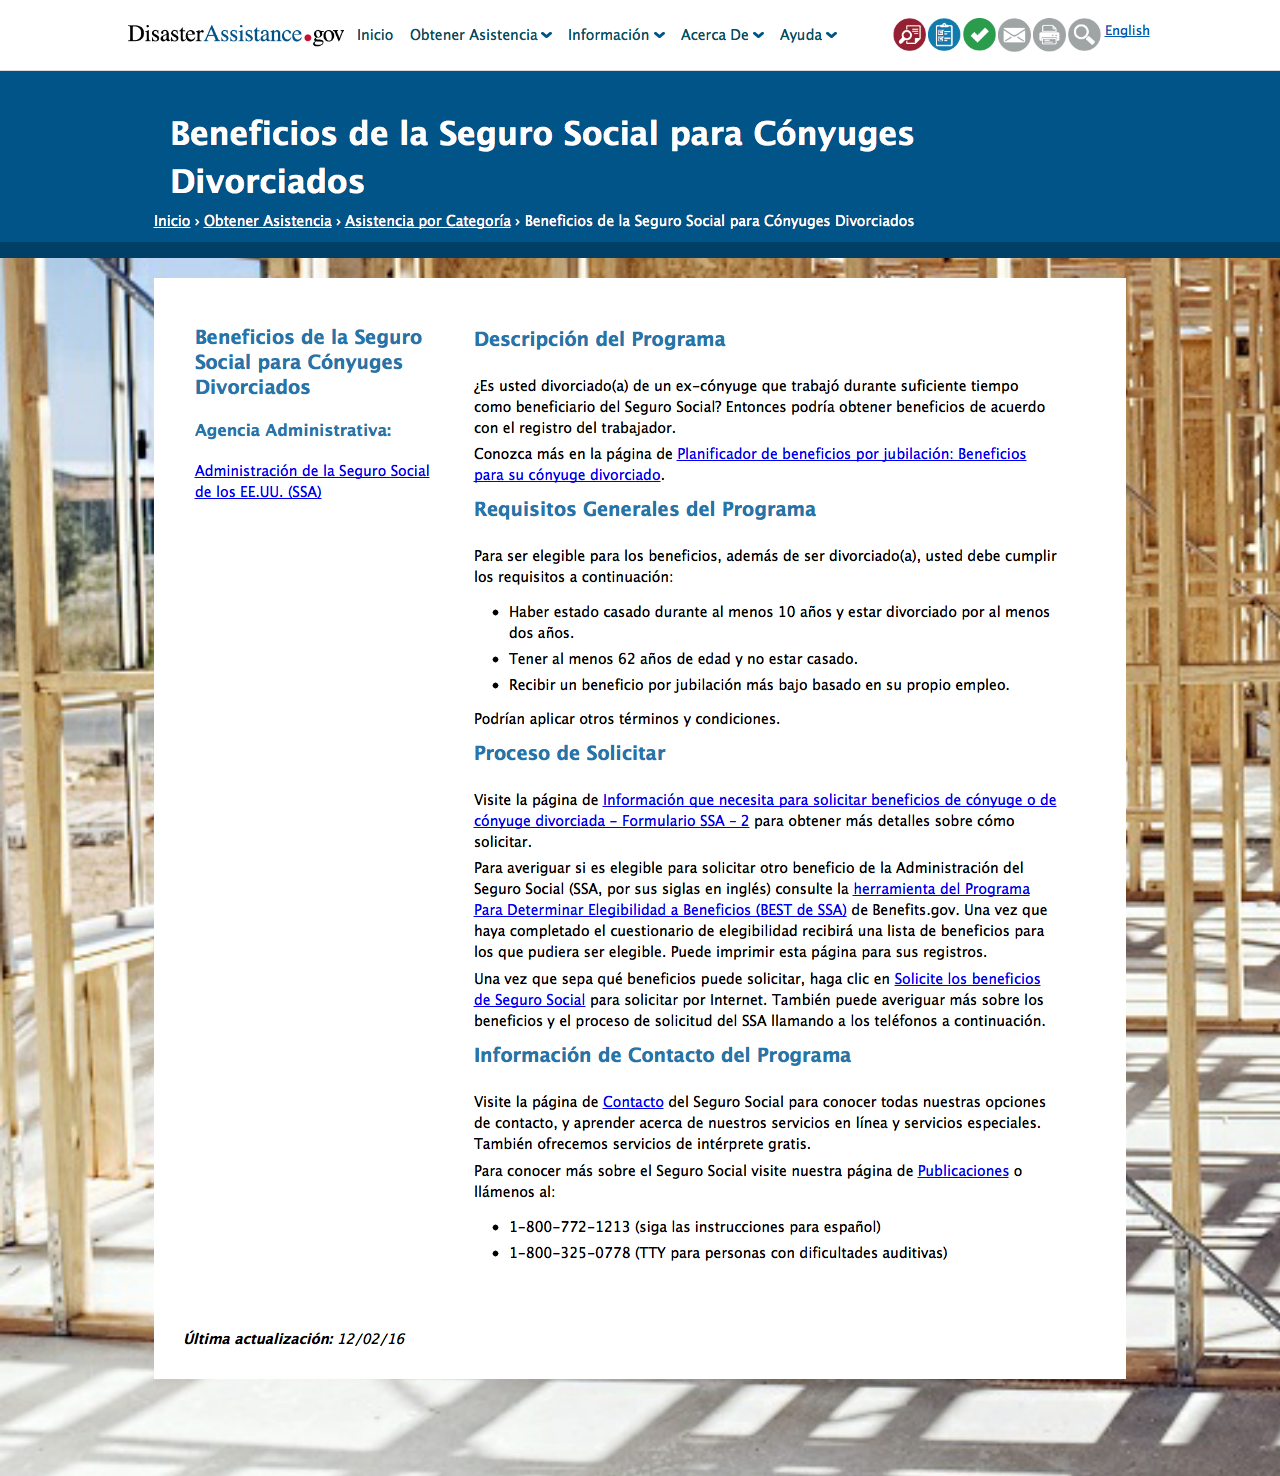 DisasterAssistance.gov Inicio Obtener Asistencia Información Acerca De Ayuda English
Beneficios de la Seguro Social para Cónyuges
Divorciados
Inicio › Obtener Asistencia › Asistencia por Categoría › Beneficios de la Seguro Social para Cónyuges Divorciados
Beneficios de la Seguro
Social para Cónyuges
Divorciados
Agencia Administrativa:
Administración de la Seguro Social
de los EE.UU. (SSA)
Descripción del Programa
¿Es usted divorciado(a) de un ex-cónyuge que trabajó durante suficiente tiempo
como beneficiario del Seguro Social? Entonces podría obtener beneficios de acuerdo
con el registro del trabajador.
Conozca más en la página de Planificador de beneficios por jubilación: Beneficios
para su cónyuge divorciado.
Requisitos Generales del Programa
Para ser elegible para los beneficios, además de ser divorciado(a), usted debe cumplir
los requisitos a continuación:
• Haber estado casado durante al menos 10 años y estar divorciado por al menos
dos años.
• Tener al menos 62 años de edad y no estar casado.
• Recibir un beneficio por jubilación más bajo basado en su propio empleo.
Podrían aplicar otros términos y condiciones.
Proceso de Solicitar
Visite la página de Información que necesita para solicitar beneficios de cónyuge o de
cónyuge divorciada – Formulario SSA – 2 para obtener más detalles sobre cómo
solicitar.
Para averiguar si es elegible para solicitar otro beneficio de la Administración del
Seguro Social (SSA, por sus siglas en inglés) consulte la herramienta del Programa
Para Determinar Elegibilidad a Beneficios (BEST de SSA) de Benefits.gov. Una vez que
haya completado el cuestionario de elegibilidad recibirá una lista de beneficios para
los que pudiera ser elegible. Puede imprimir esta página para sus registros.
Una vez que sepa qué beneficios puede solicitar, haga clic en Solicite los beneficios
de Seguro Social para solicitar por Internet. También puede averiguar más sobre los
beneficios y el proceso de solicitud del SSA llamando a los teléfonos a continuación.
Información de Contacto del Programa
Visite la página de Contacto del Seguro Social para conocer todas nuestras opciones
de contacto, y aprender acerca de nuestros servicios en línea y servicios especiales.
También ofrecemos servicios de intérprete gratis.
Para conocer más sobre el Seguro Social visite nuestra página de Publicaciones o
llámenos al:
• 1-800-772-1213 (siga las instrucciones para español)
• 1-800-325-0778 (TTY para personas con dificultades auditivas)
Última actualización: 12/02/16